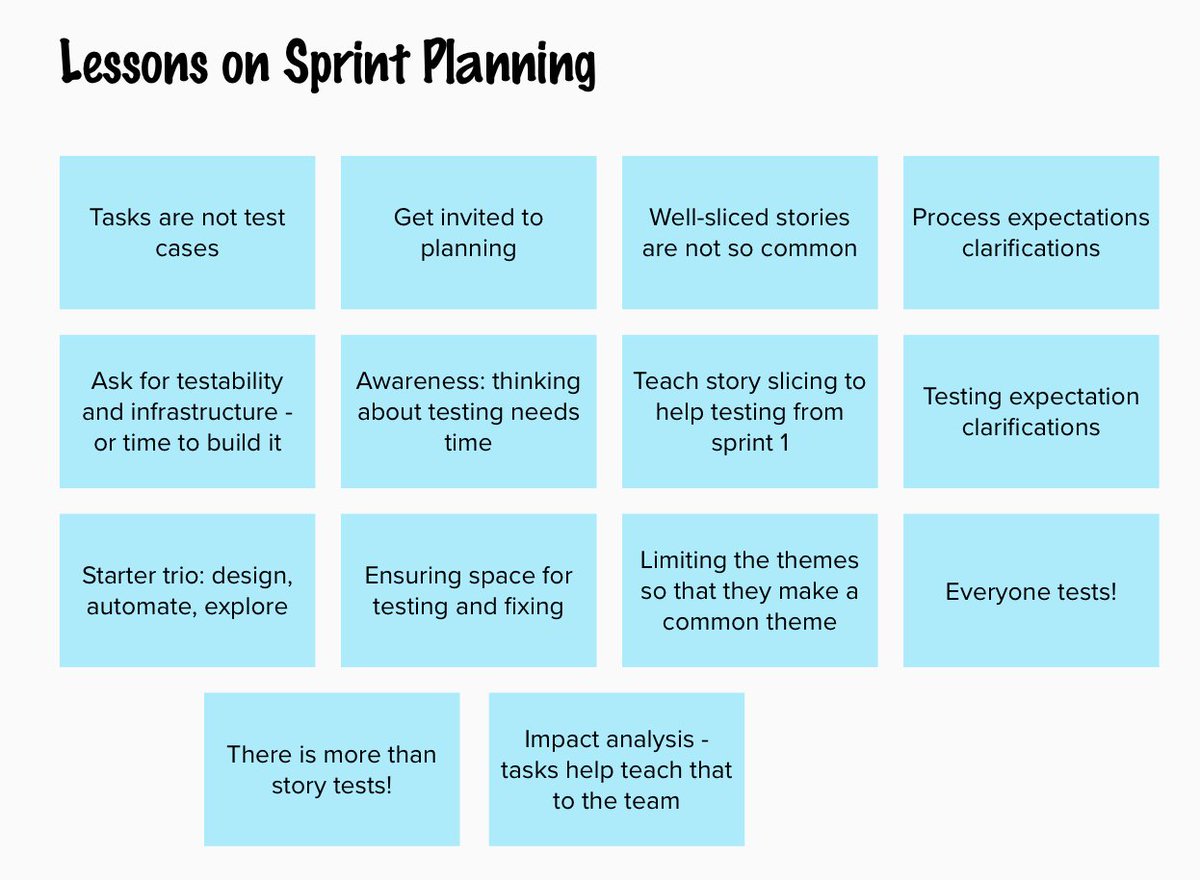 Lessons on Sprint Planning
Tasks are not test
cases
Get invited to
planning
Well-sliced stories
are not so common
Process expectations
clarifications
Ask for testability
and infrastructure -
or time to build it
Awareness: thinking
about testing needs
time
Teach story slicing to
help testing from
sprint 1
Testing expectation
clarifications
Starter trio: design,
automate, explore
Ensuring space for
testing and fixing
Limiting the themes
so that they make a
common theme
Everyone tests!
There is more than
story tests!
Impact analysis -
tasks help teach that
to the team